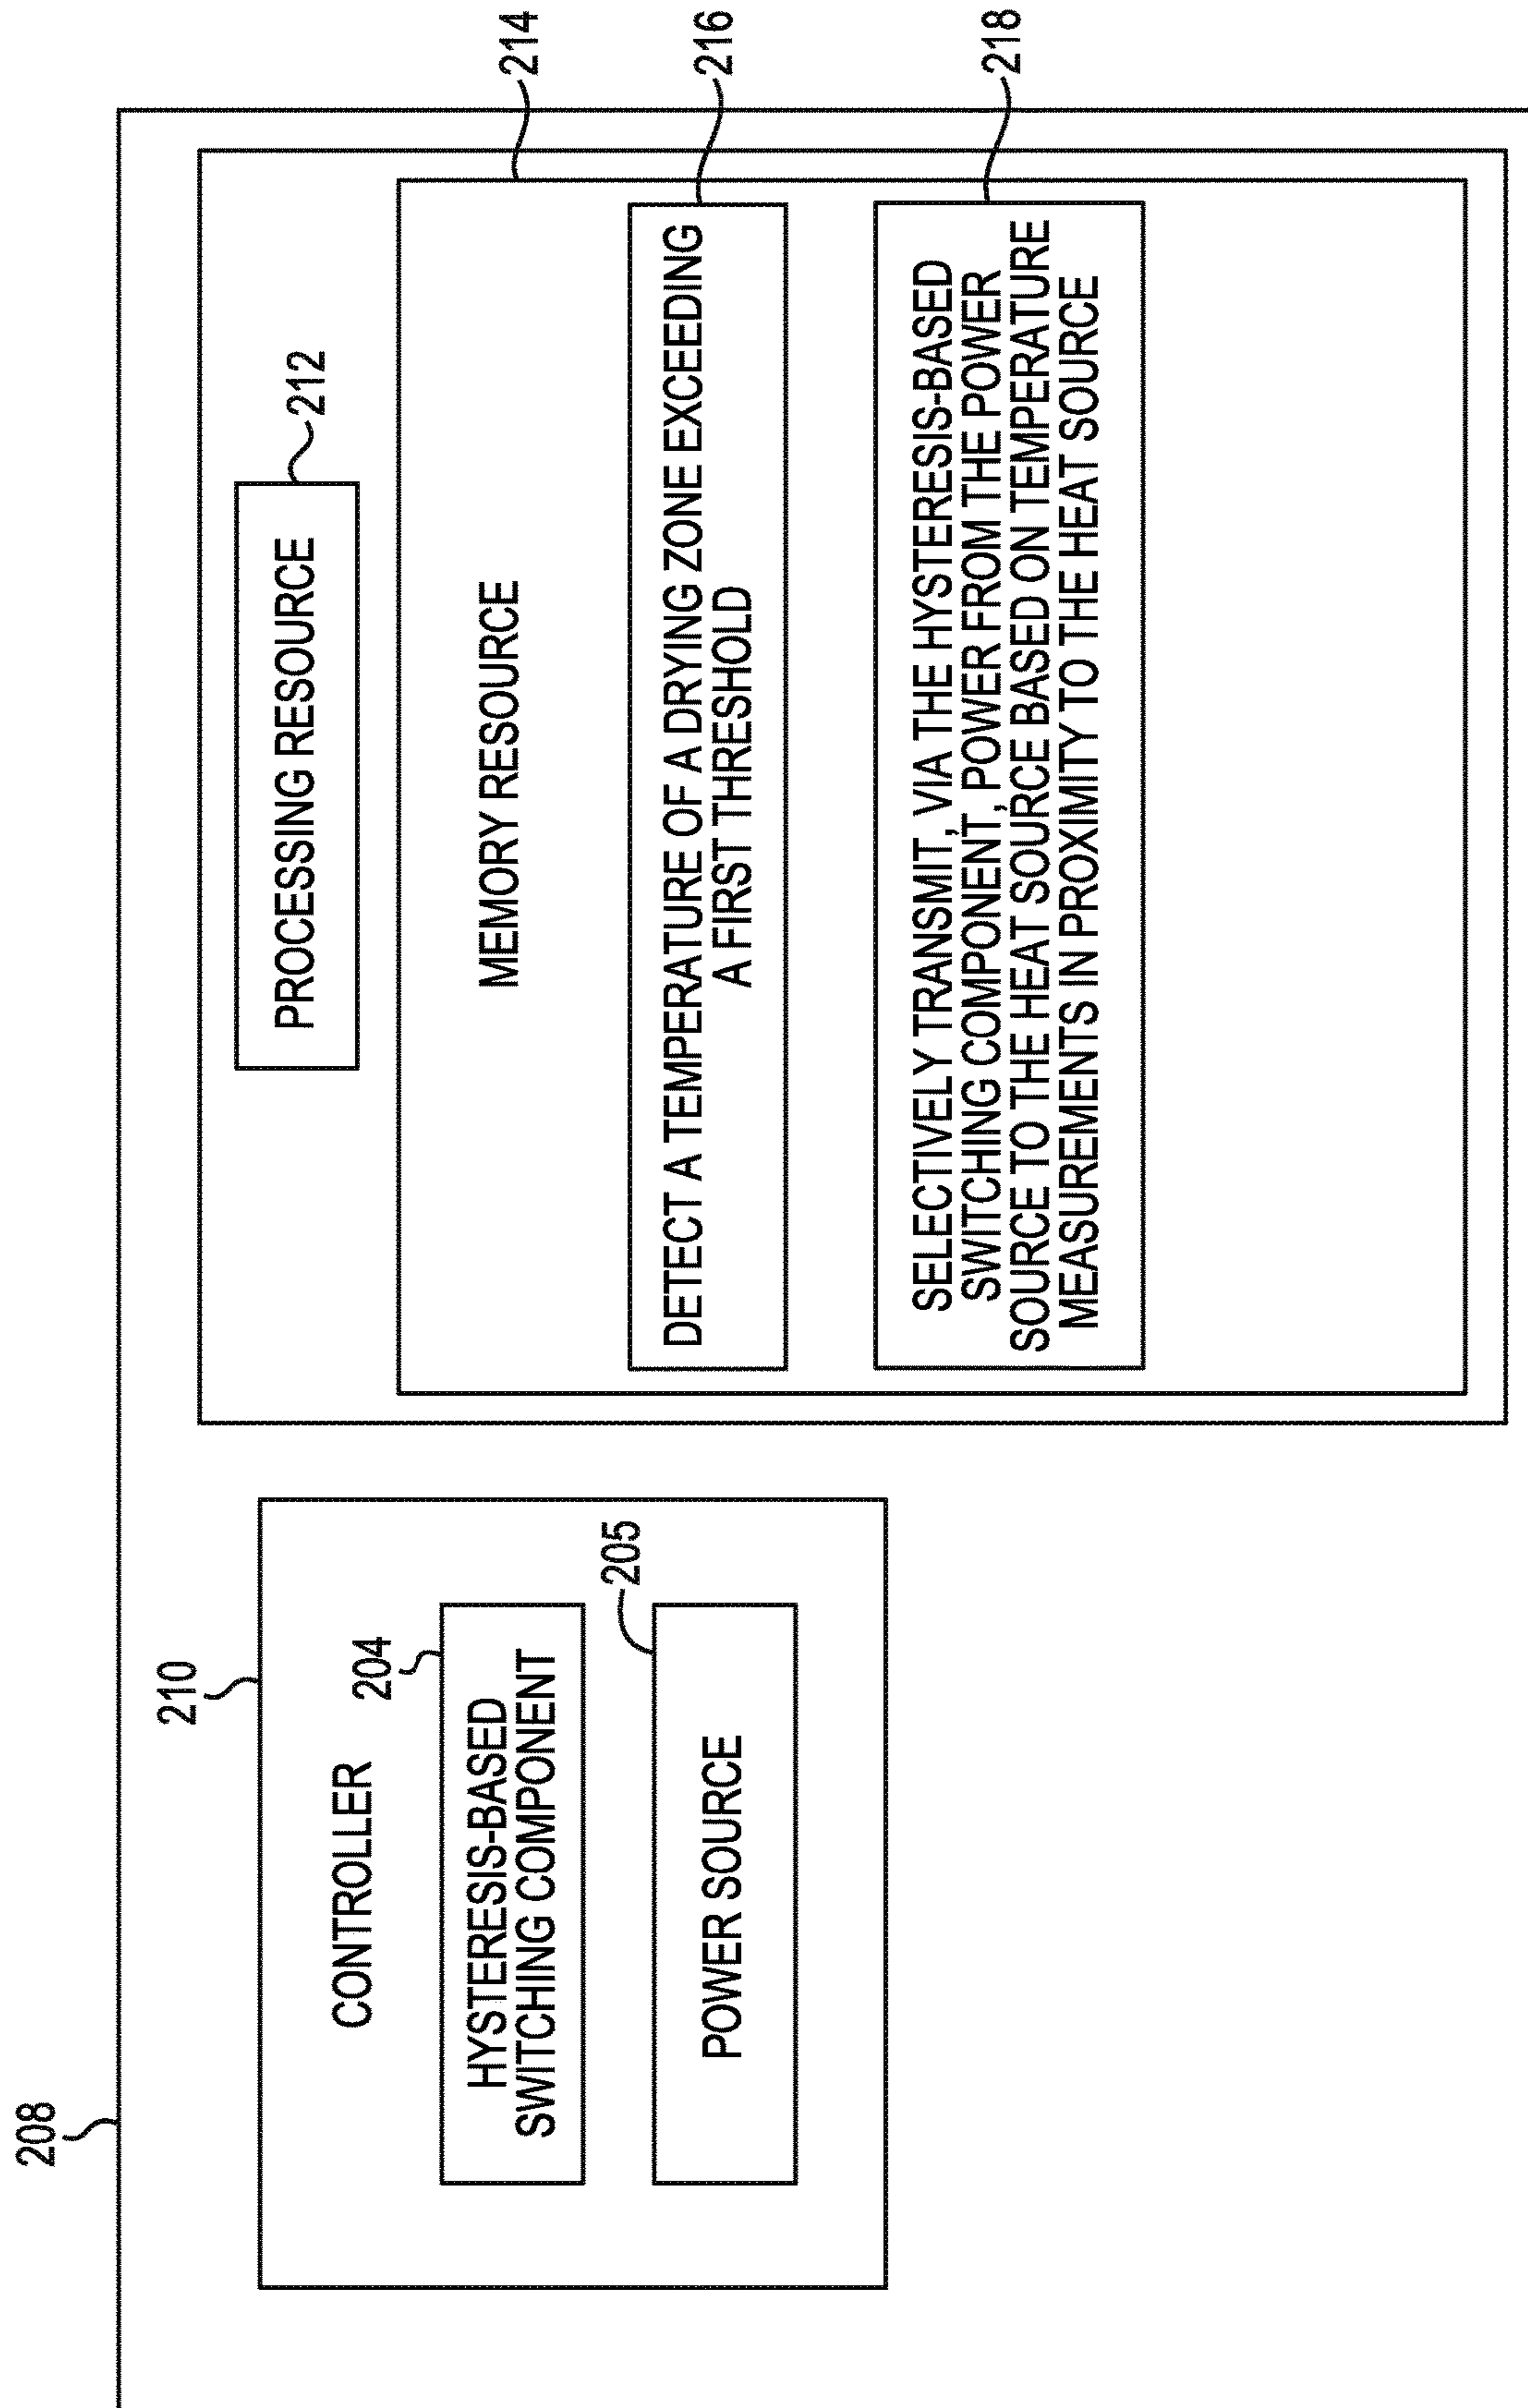 208
210
CONTROLLER
204
HYSTERESIS-BASED
SWITCHING COMPONENT
205
POWER SOURCE
PROCESSING RESOURCE
212
214
MEMORY RESOURCE
216
DETECT A TEMPERATURE OF A DRYING ZONE EXCEEDING
A FIRST THRESHOLD
218
SELECTIVELY TRANSMIT, VIA THE HYSTERESIS-BASED
SWITCHING COMPONENT, POWER FROM THE POWER
SOURCE TO THE HEAT SOURCE BASED ON TEMPERATURE
MEASUREMENTS IN PROXIMITY TO THE HEAT SOURCE